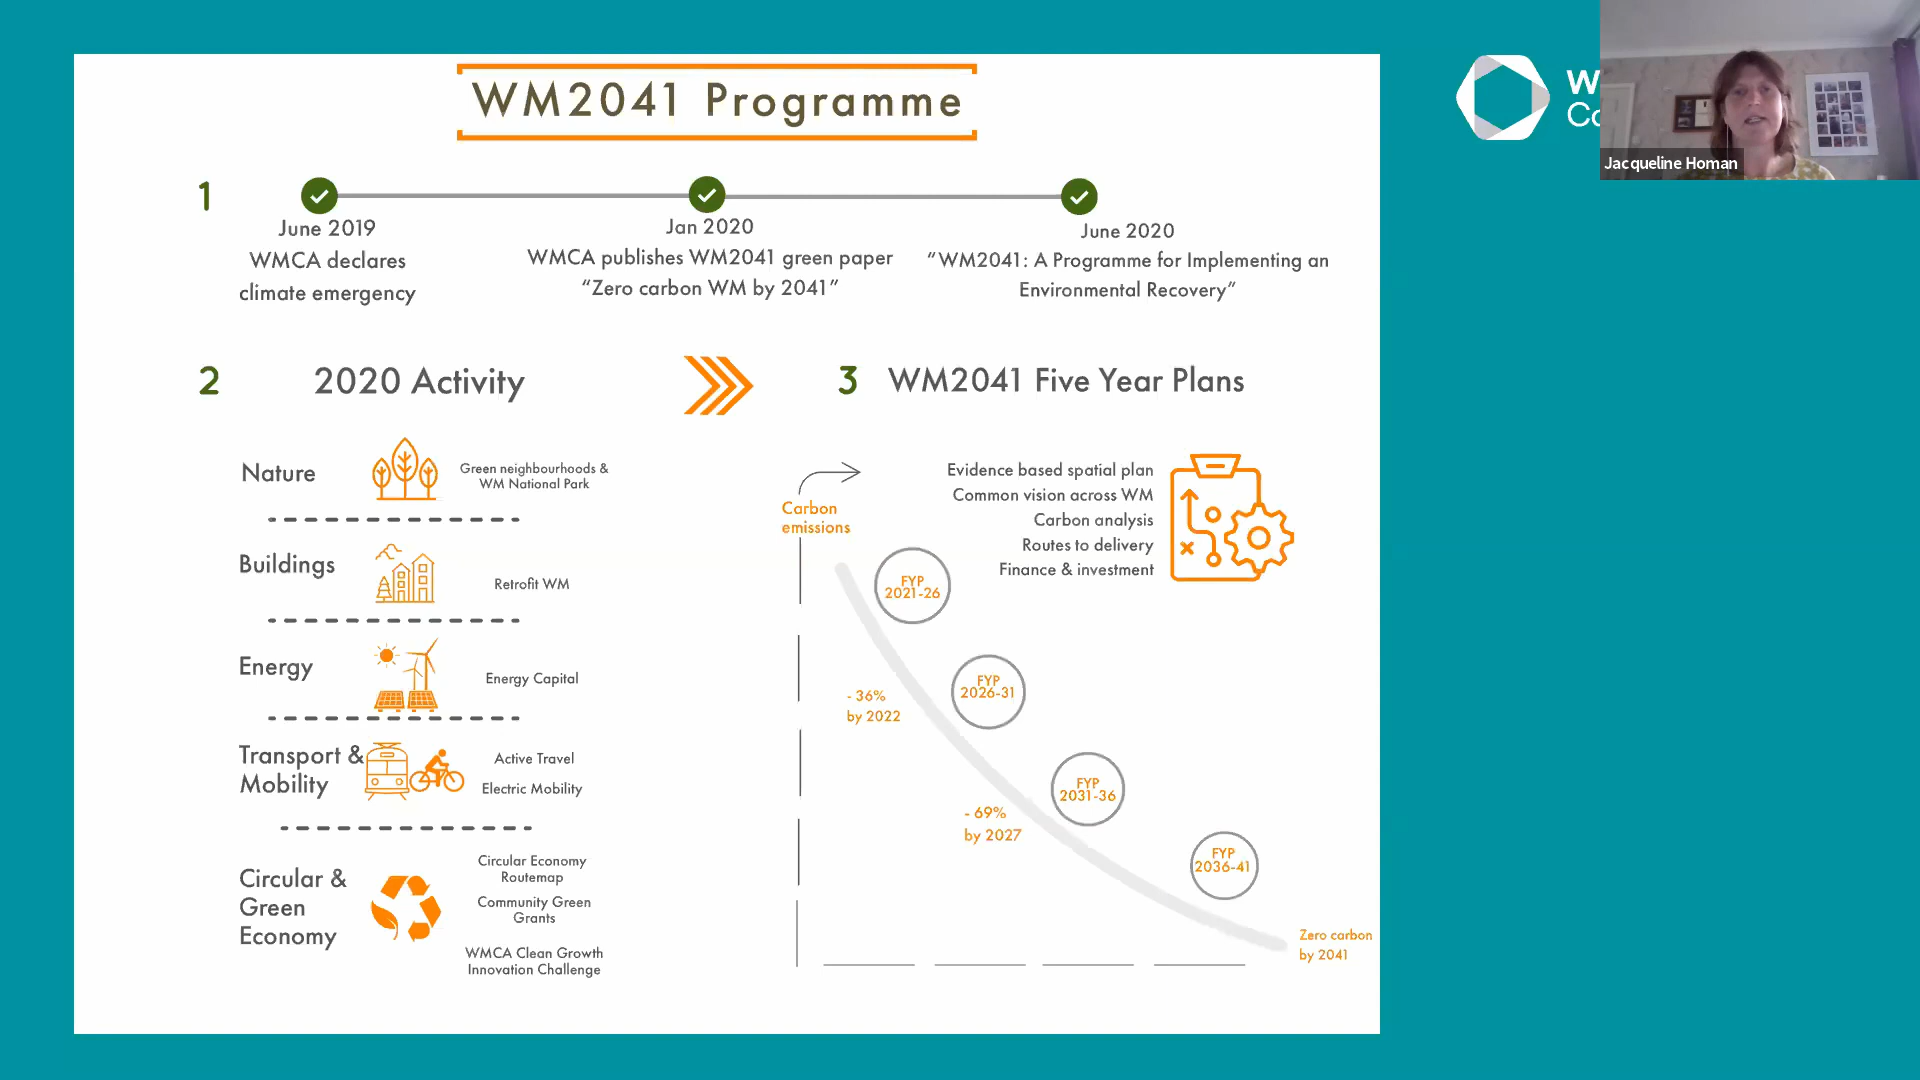 WM2041 Programme
1
June 2019
WMCA declares
climate emergency
Jan 2020
WMCA publishes WM2041 green paper
“Zero carbon WM by 2041”
June 2020
“WM2041: A Programme for Implementing an
Environmental Recovery”
2
2020 Activity
Nature
Green neighbourhoods &
WM National Park
Buildings
Retrofit WM
Energy
Energy Capital
Transport &
Mobility
Active Travel
Electric Mobility
Circular &
Green
Economy
Circular Economy
Routemap
Community Green
Grants
WMCA Clean Growth
Innovation Challenge
3
WM2041 Five Year Plans
Evidence based spatial plan
Common vision across WM
Carbon analysis
Routes to delivery
Finance & investment
Carbon
emissions
FYP
2021-26
FYP
2026-31
- 36%
by 2022
FYP
2031-36
- 69%
by 2027
FYP
2036-41
Zero carbon
by 2041
Jacqueline Homan